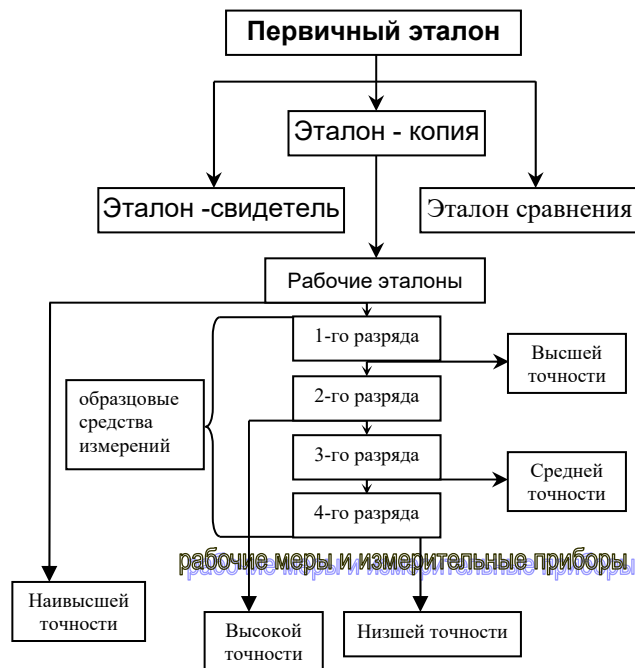 Первичный эталон
Эталон - копия
Эталон -свидетель
Эталон сравнения
Рабочие эталоны
1-го разряда
Высшей
точности
образцовые
средства
измерений
2-го разряда
3-го разряда
Средней
точности
4-го разряда
рабочие меры и измерительные приборы
Наивысшей
точности
Высокой
точности
Низшей точности